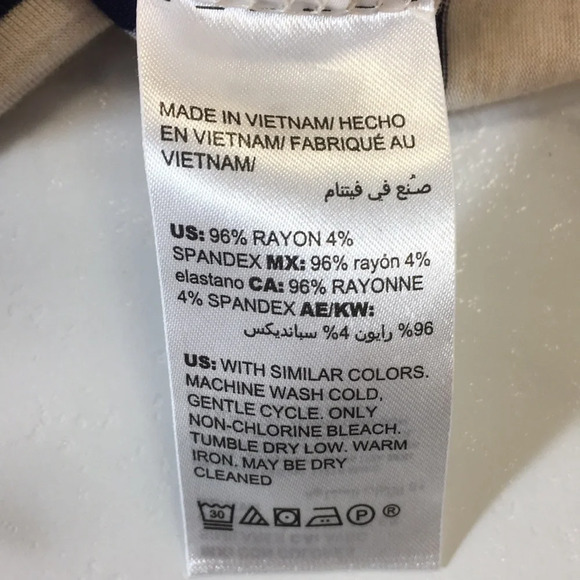 MADE IN VIETNAM/ HECHO
EN VIETNAM/ FABRIQUÉ AU
VIETNAM/
صُنع في فيتنام
US: 96% RAYON 4%
SPANDEX MX: 96% rayón 4%
elastano CA: 96% RAYONNE
4% SPANDEX AE/KW:
96% رايون 4% سبانديكس
US: WITH SIMILAR COLORS.
MACHINE WASH COLD,
GENTLE CYCLE. ONLY
NON-CHLORINE BLEACH.
TUMBLE DRY LOW. WARM
IRON. MAY BE DRY
CLEANED
30 P ®